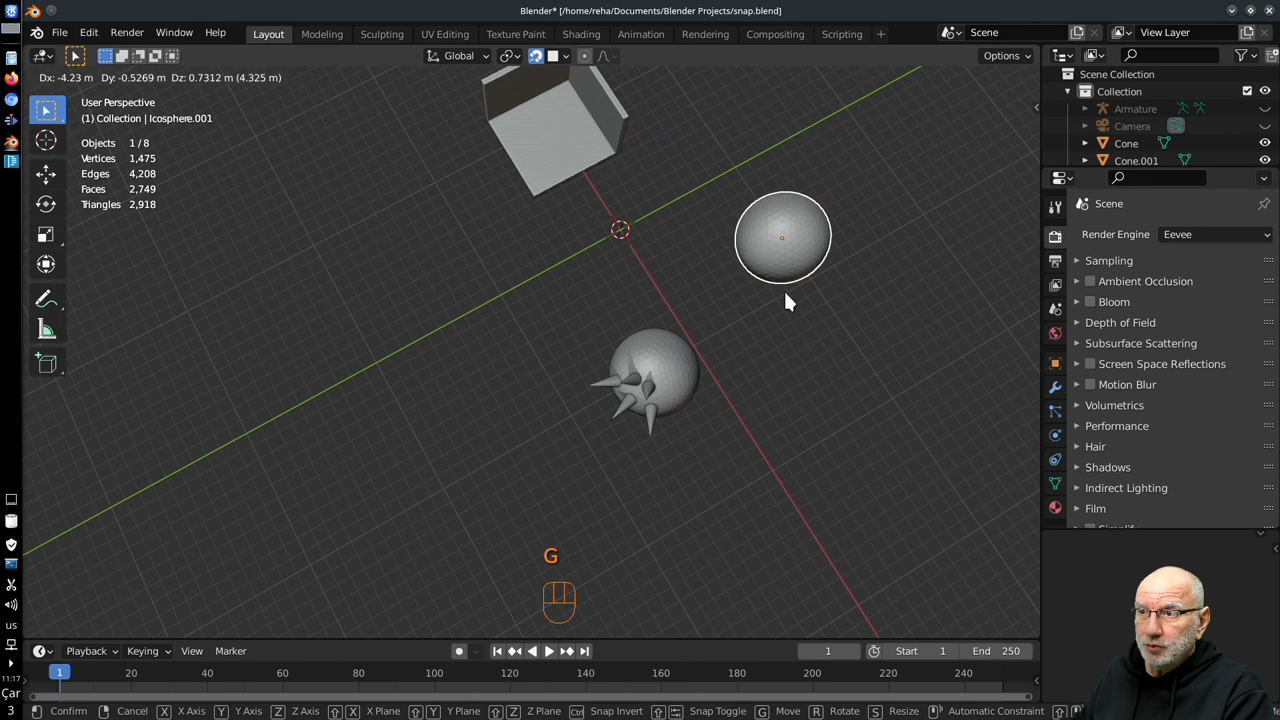 Blender* [/home/reha/Documents/Blender Projects/snap.blend]
File Edit Render Window Help Layout Modeling Sculpting UV Editing Texture Paint Shading Animation Rendering Compositing Scripting + Scene View Layer
Global Options
Dx: -4.23 m Dy: -0.5269 m Dz: 0.7312 m (4.325 m)
Scene Collection
Collection
Armature
Camera
Cone
Cone.001
User Perspective
(1) Collection | Icosphere.001
Objects 1 / 8
Vertices 1,475
Edges 4,208
Faces 2,749
Triangles 2,918
Scene
Render Engine Eevee
Sampling
Ambient Occlusion
Bloom
Depth of Field
Subsurface Scattering
Screen Space Reflections
Motion Blur
Volumetrics
Performance
Hair
Shadows
Indirect Lighting
Film
G
us
11:17
Çar
3
Playback Keying View Marker 1 Start 1 End 250
1 20 40 60 80 100 120 140 160 180 200 220 240
Confirm Cancel X X Axis Y Y Axis Z Z Axis X X Plane Y Y Plane Z Z Plane Ctrl Snap Invert Snap Toggle G Move R Rotate S Resize Automatic Constraint